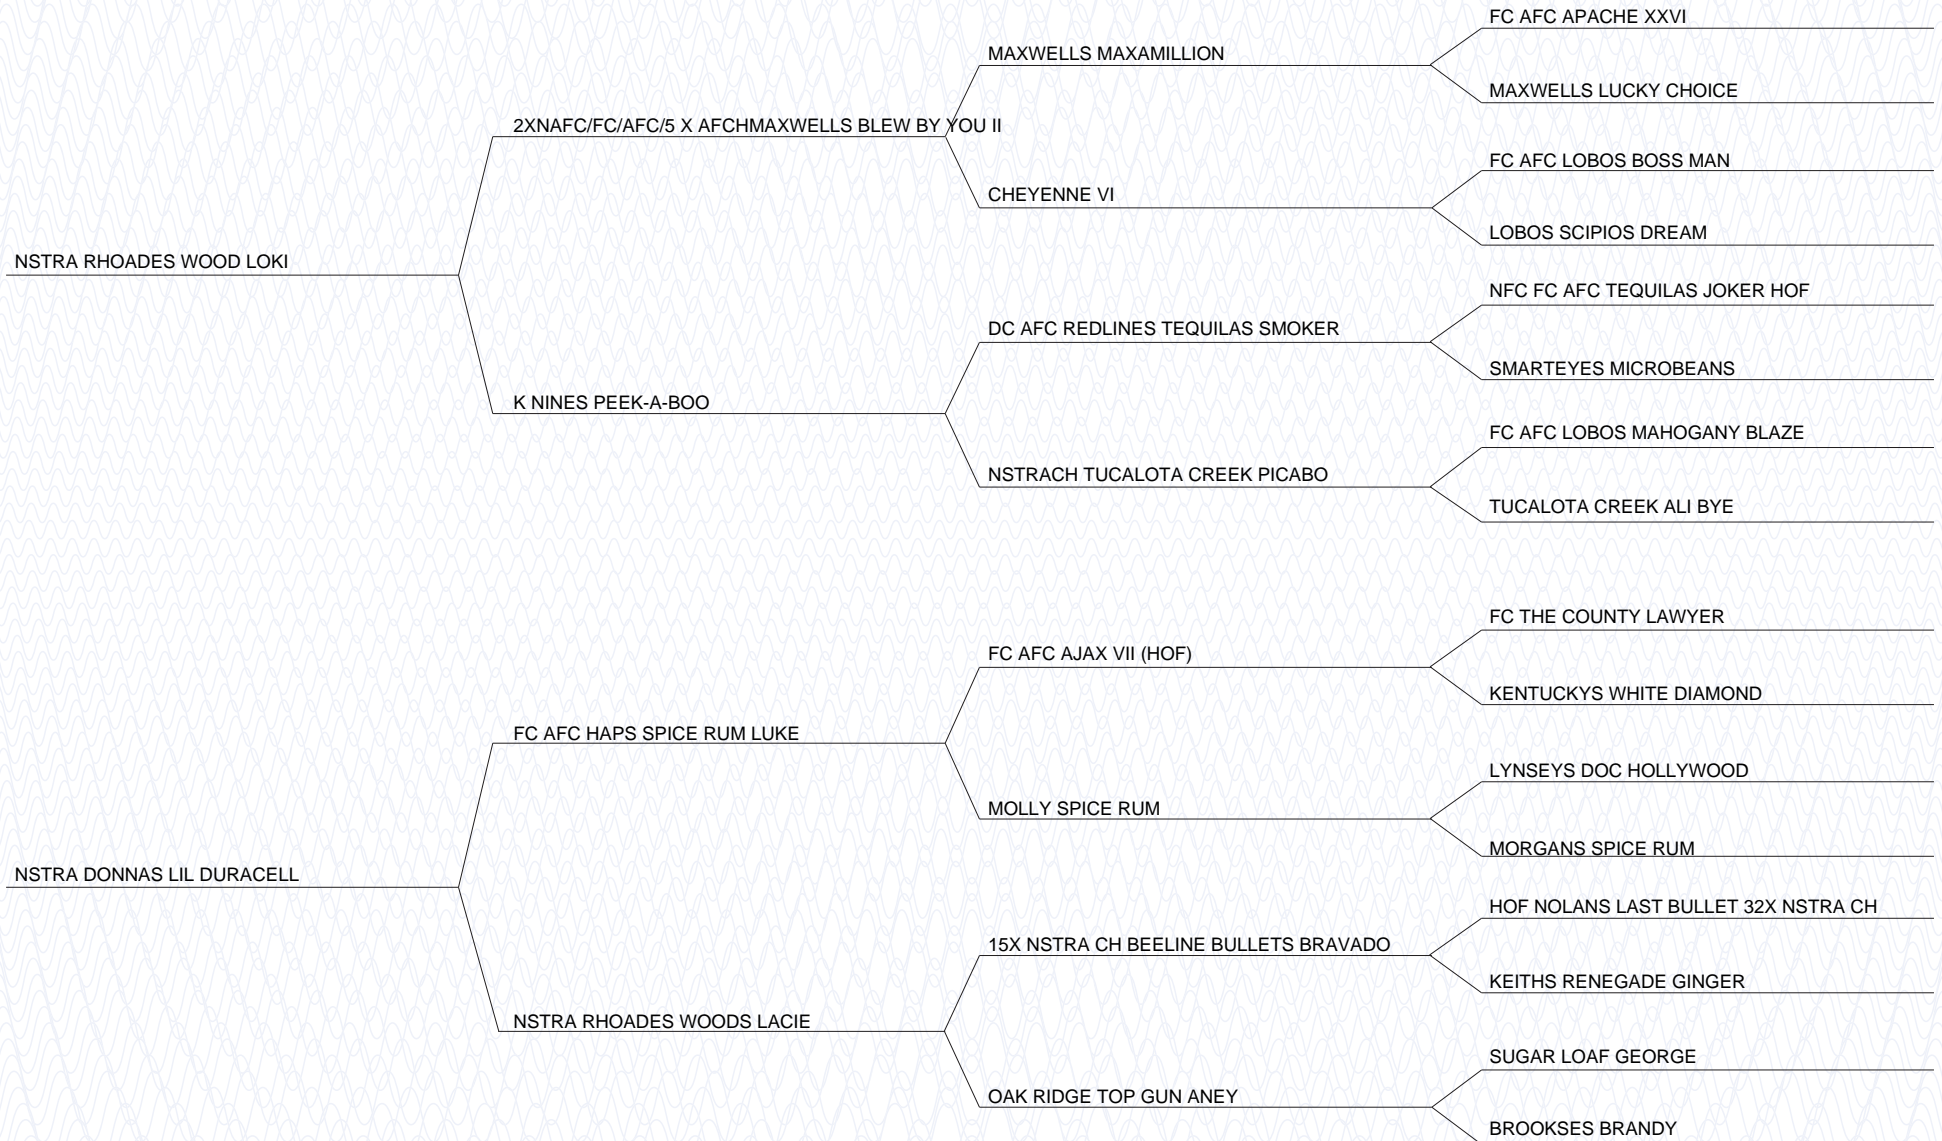 FC AFC APACHE XXVI
MAXWELLS MAXAMILLION
MAXWELLS LUCKY CHOICE
2XNAFC/FC/AFC/5 X AFCHMAXWELLS BLEW BY YOU II
FC AFC LOBOS BOSS MAN
CHEYENNE VI
LOBOS SCIPIOS DREAM
NSTRA RHOADES WOOD LOKI
NFC FC AFC TEQUILAS JOKER HOF
DC AFC REDLINES TEQUILAS SMOKER
SMARTEYES MICROBEANS
K NINES PEEK-A-BOO
FC AFC LOBOS MAHOGANY BLAZE
NSTRACH TUCALOTA CREEK PICABO
TUCALOTA CREEK ALI BYE
FC THE COUNTY LAWYER
FC AFC AJAX VII (HOF)
KENTUCKYS WHITE DIAMOND
FC AFC HAPS SPICE RUM LUKE
LYNSEYS DOC HOLLYWOOD
MOLLY SPICE RUM
MORGANS SPICE RUM
NSTRA DONNAS LIL DURACELL
HOF NOLANS LAST BULLET 32X NSTRA CH
15X NSTRA CH BEELINE BULLETS BRAVADO
KEITHS RENEGADE GINGER
NSTRA RHOADES WOODS LACIE
SUGAR LOAF GEORGE
OAK RIDGE TOP GUN ANEY
BROOKSES BRANDY